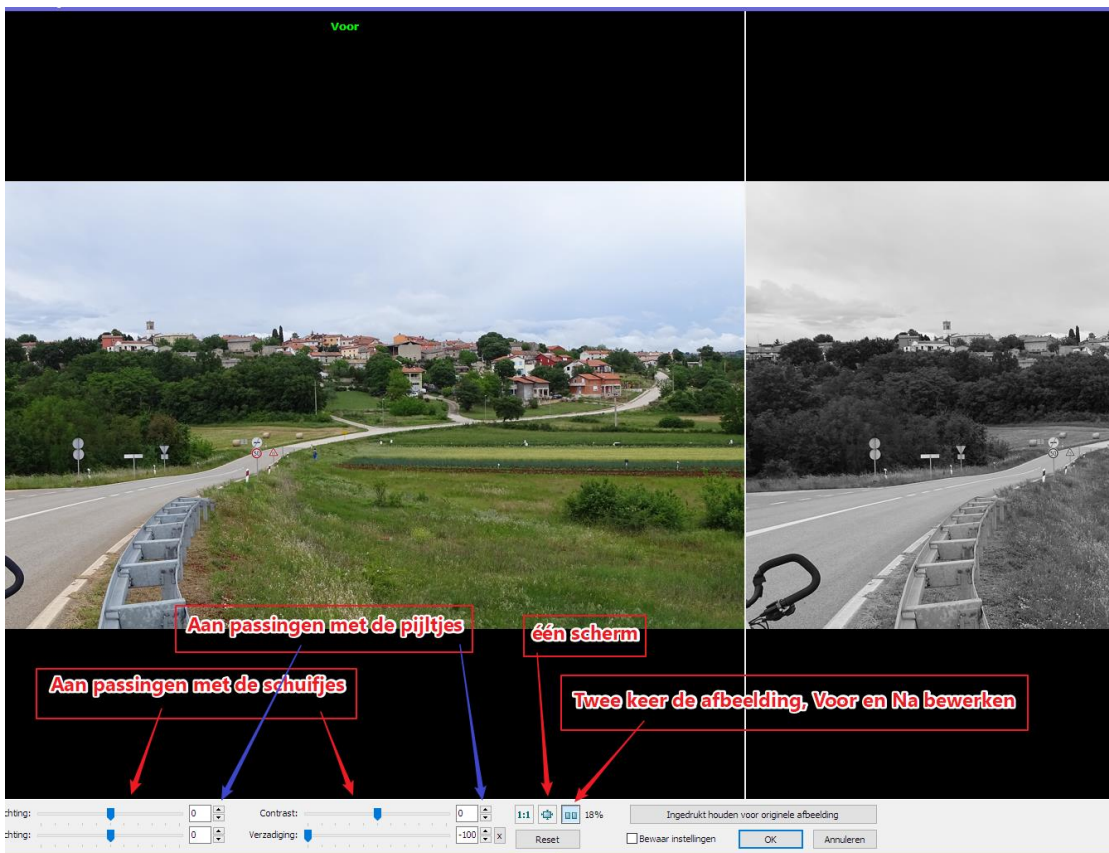 Voor
Aan passingen met de pijltjes
één scherm
Aan passingen met de schuifjes
Twee keer de afbeelding, Voor en Na bewerken
chting: 0 Contrast: 0 1:1 18% Ingedrukt houden voor originele afbeelding
chting: 0 Verzadiging: -100 x Reset Bewaar instellingen OK Annuleren